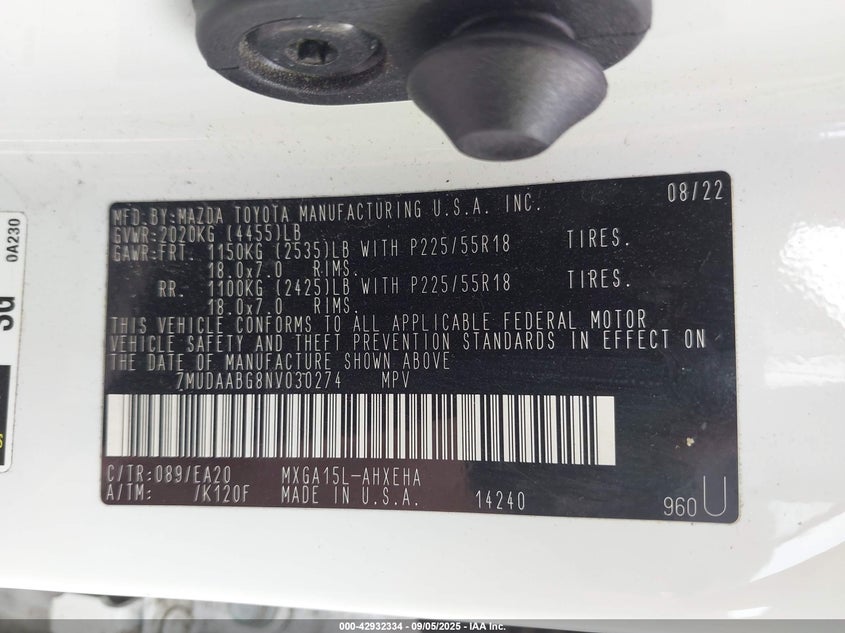 MFD.BY:MAZDA TOYOTA MANUFACTURING U.S.A. INC. 08/22
GVWR:2020KG (4455)LB
GAWR:FRT. 1150KG (2535)LB WITH P225/55R18 TIRES.
18.0x7.0 RIMS.
RR. 1100KG (2425)LB WITH P225/55R18 TIRES.
18.0x7.0 RIMS.
THIS VEHICLE CONFORMS TO ALL APPLICABLE FEDERAL MOTOR
VEHICLE SAFETY AND THEFT PREVENTION STANDARDS IN EFFECT ON
THE DATE OF MANUFACTURE SHOWN ABOVE
7MUDAABG8NV030274 MPV
C/TR:089/EA20 MXGA15L-AHXEHA
A/TM: /K120F MADE IN U.S.A. 14240 960U
0A230
000-42932334 - 09/05/2025 - IAA Inc.